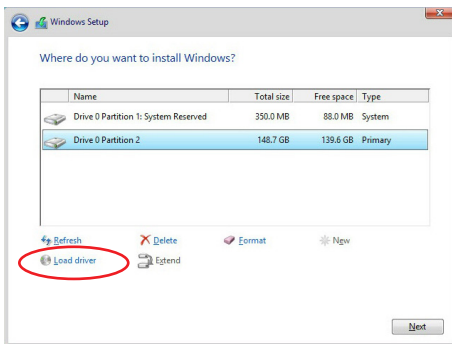 Windows Setup
Where do you want to install Windows?
Name Total size Free space Type
Drive 0 Partition 1: System Reserved 350.0 MB 88.0 MB System
Drive 0 Partition 2 148.7 GB 139.6 GB Primary
Refresh Delete Format New
Load driver Extend
Next